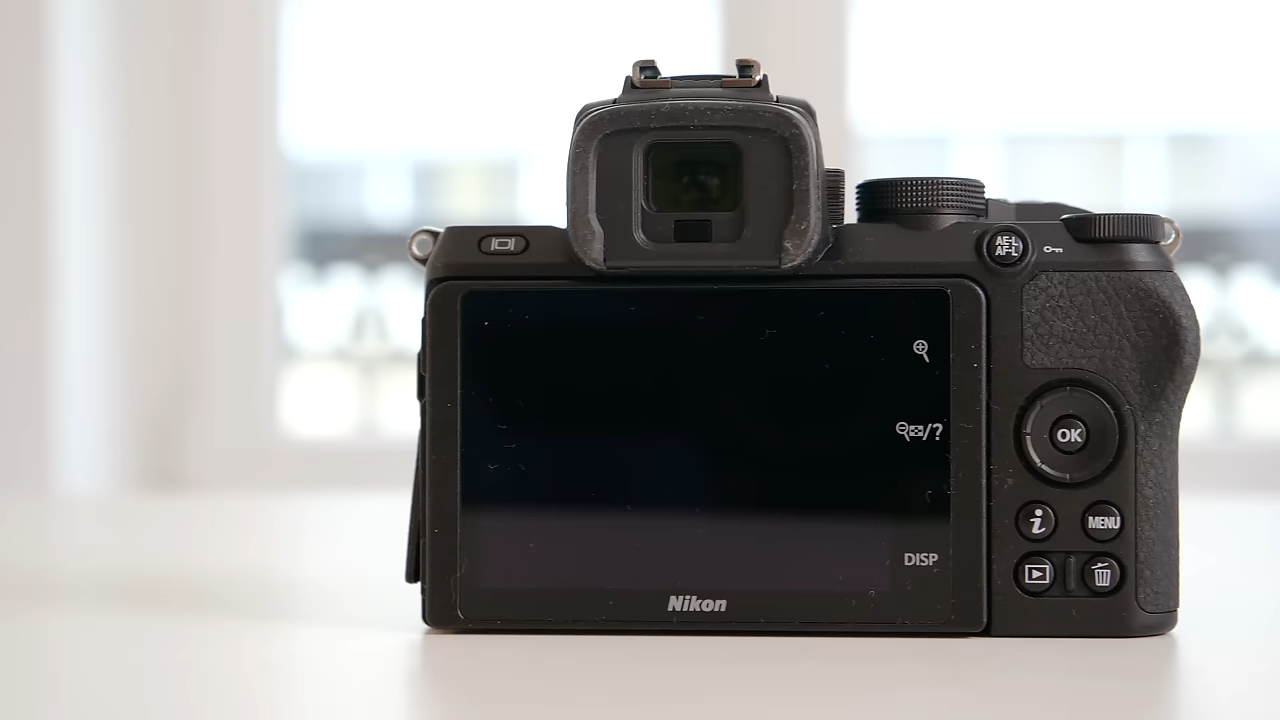 AE-L
AF-L
/?
OK
i
MENU
DISP
Nikon